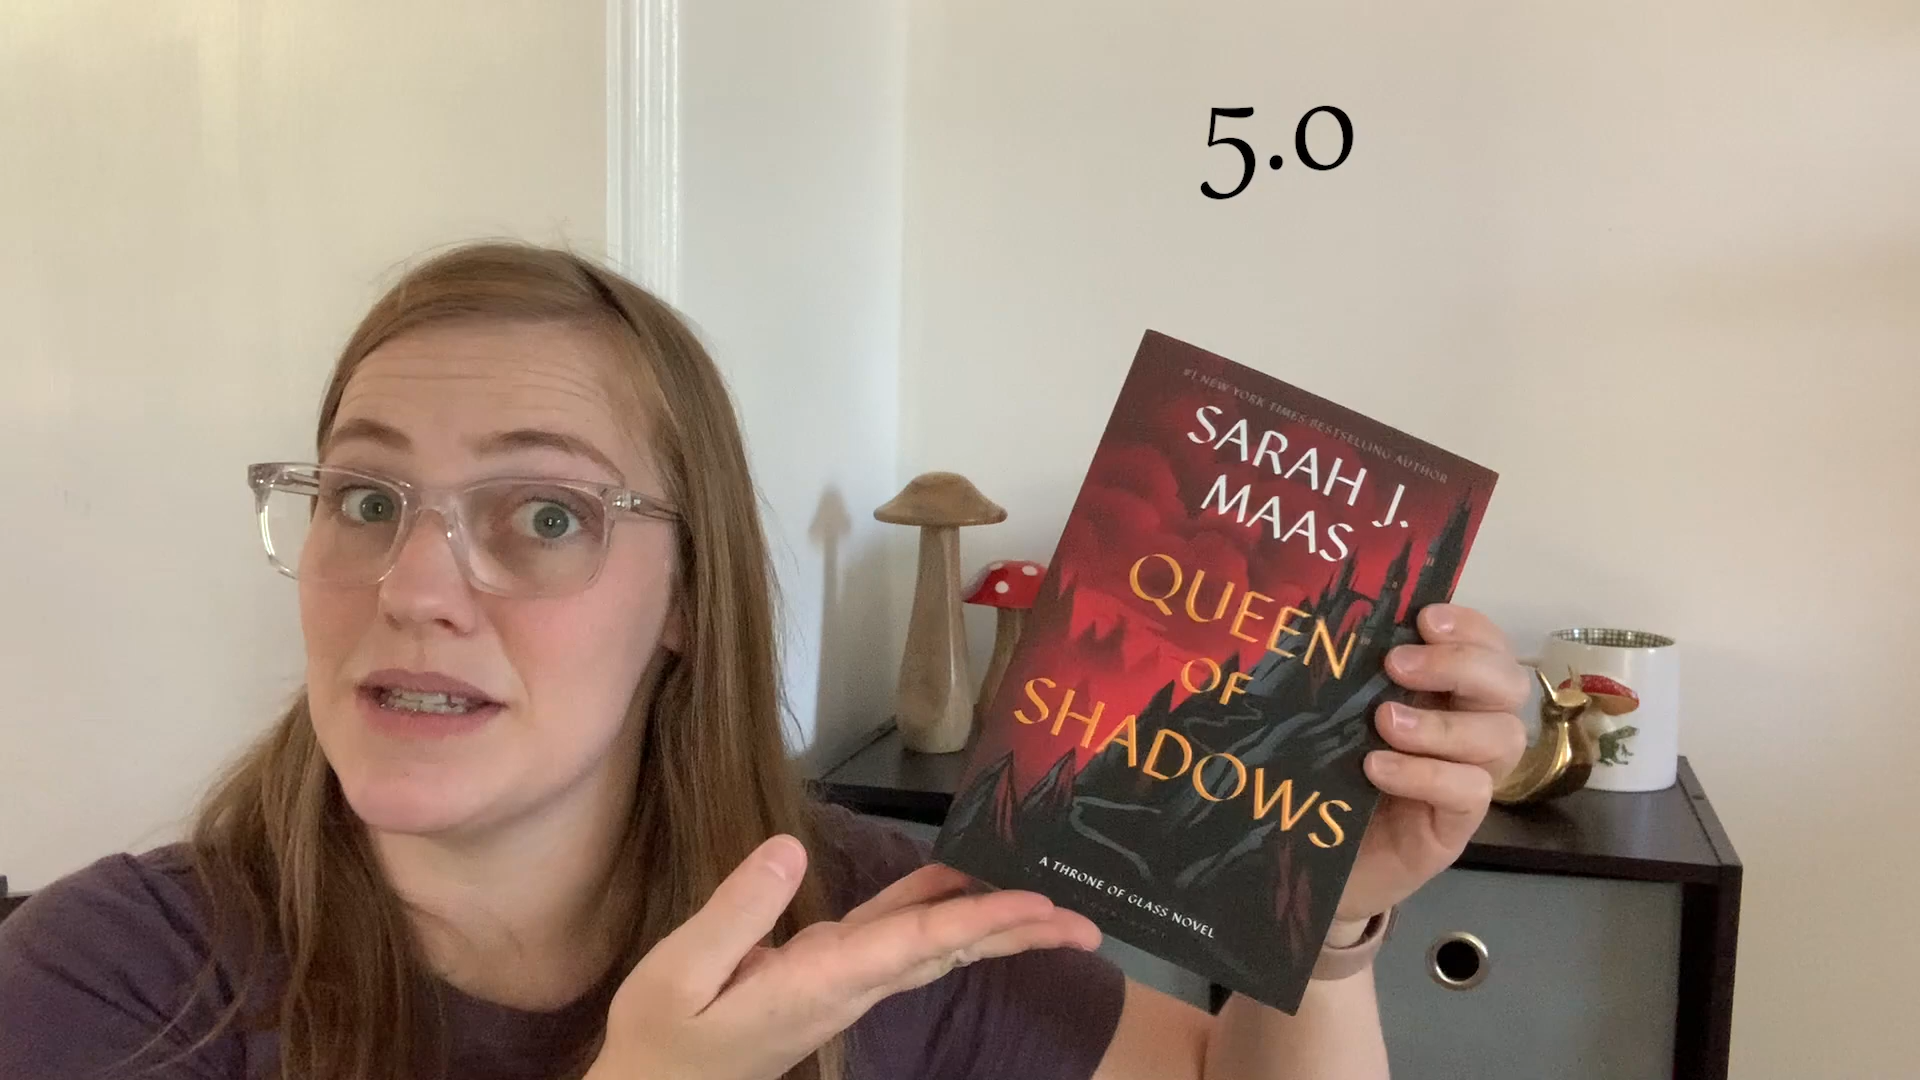 5.0
#1 NEW YORK TIMES BESTSELLING AUTHOR
SARAH J.
MAAS
QUEEN
OF
SHADOWS
A THRONE OF GLASS NOVEL